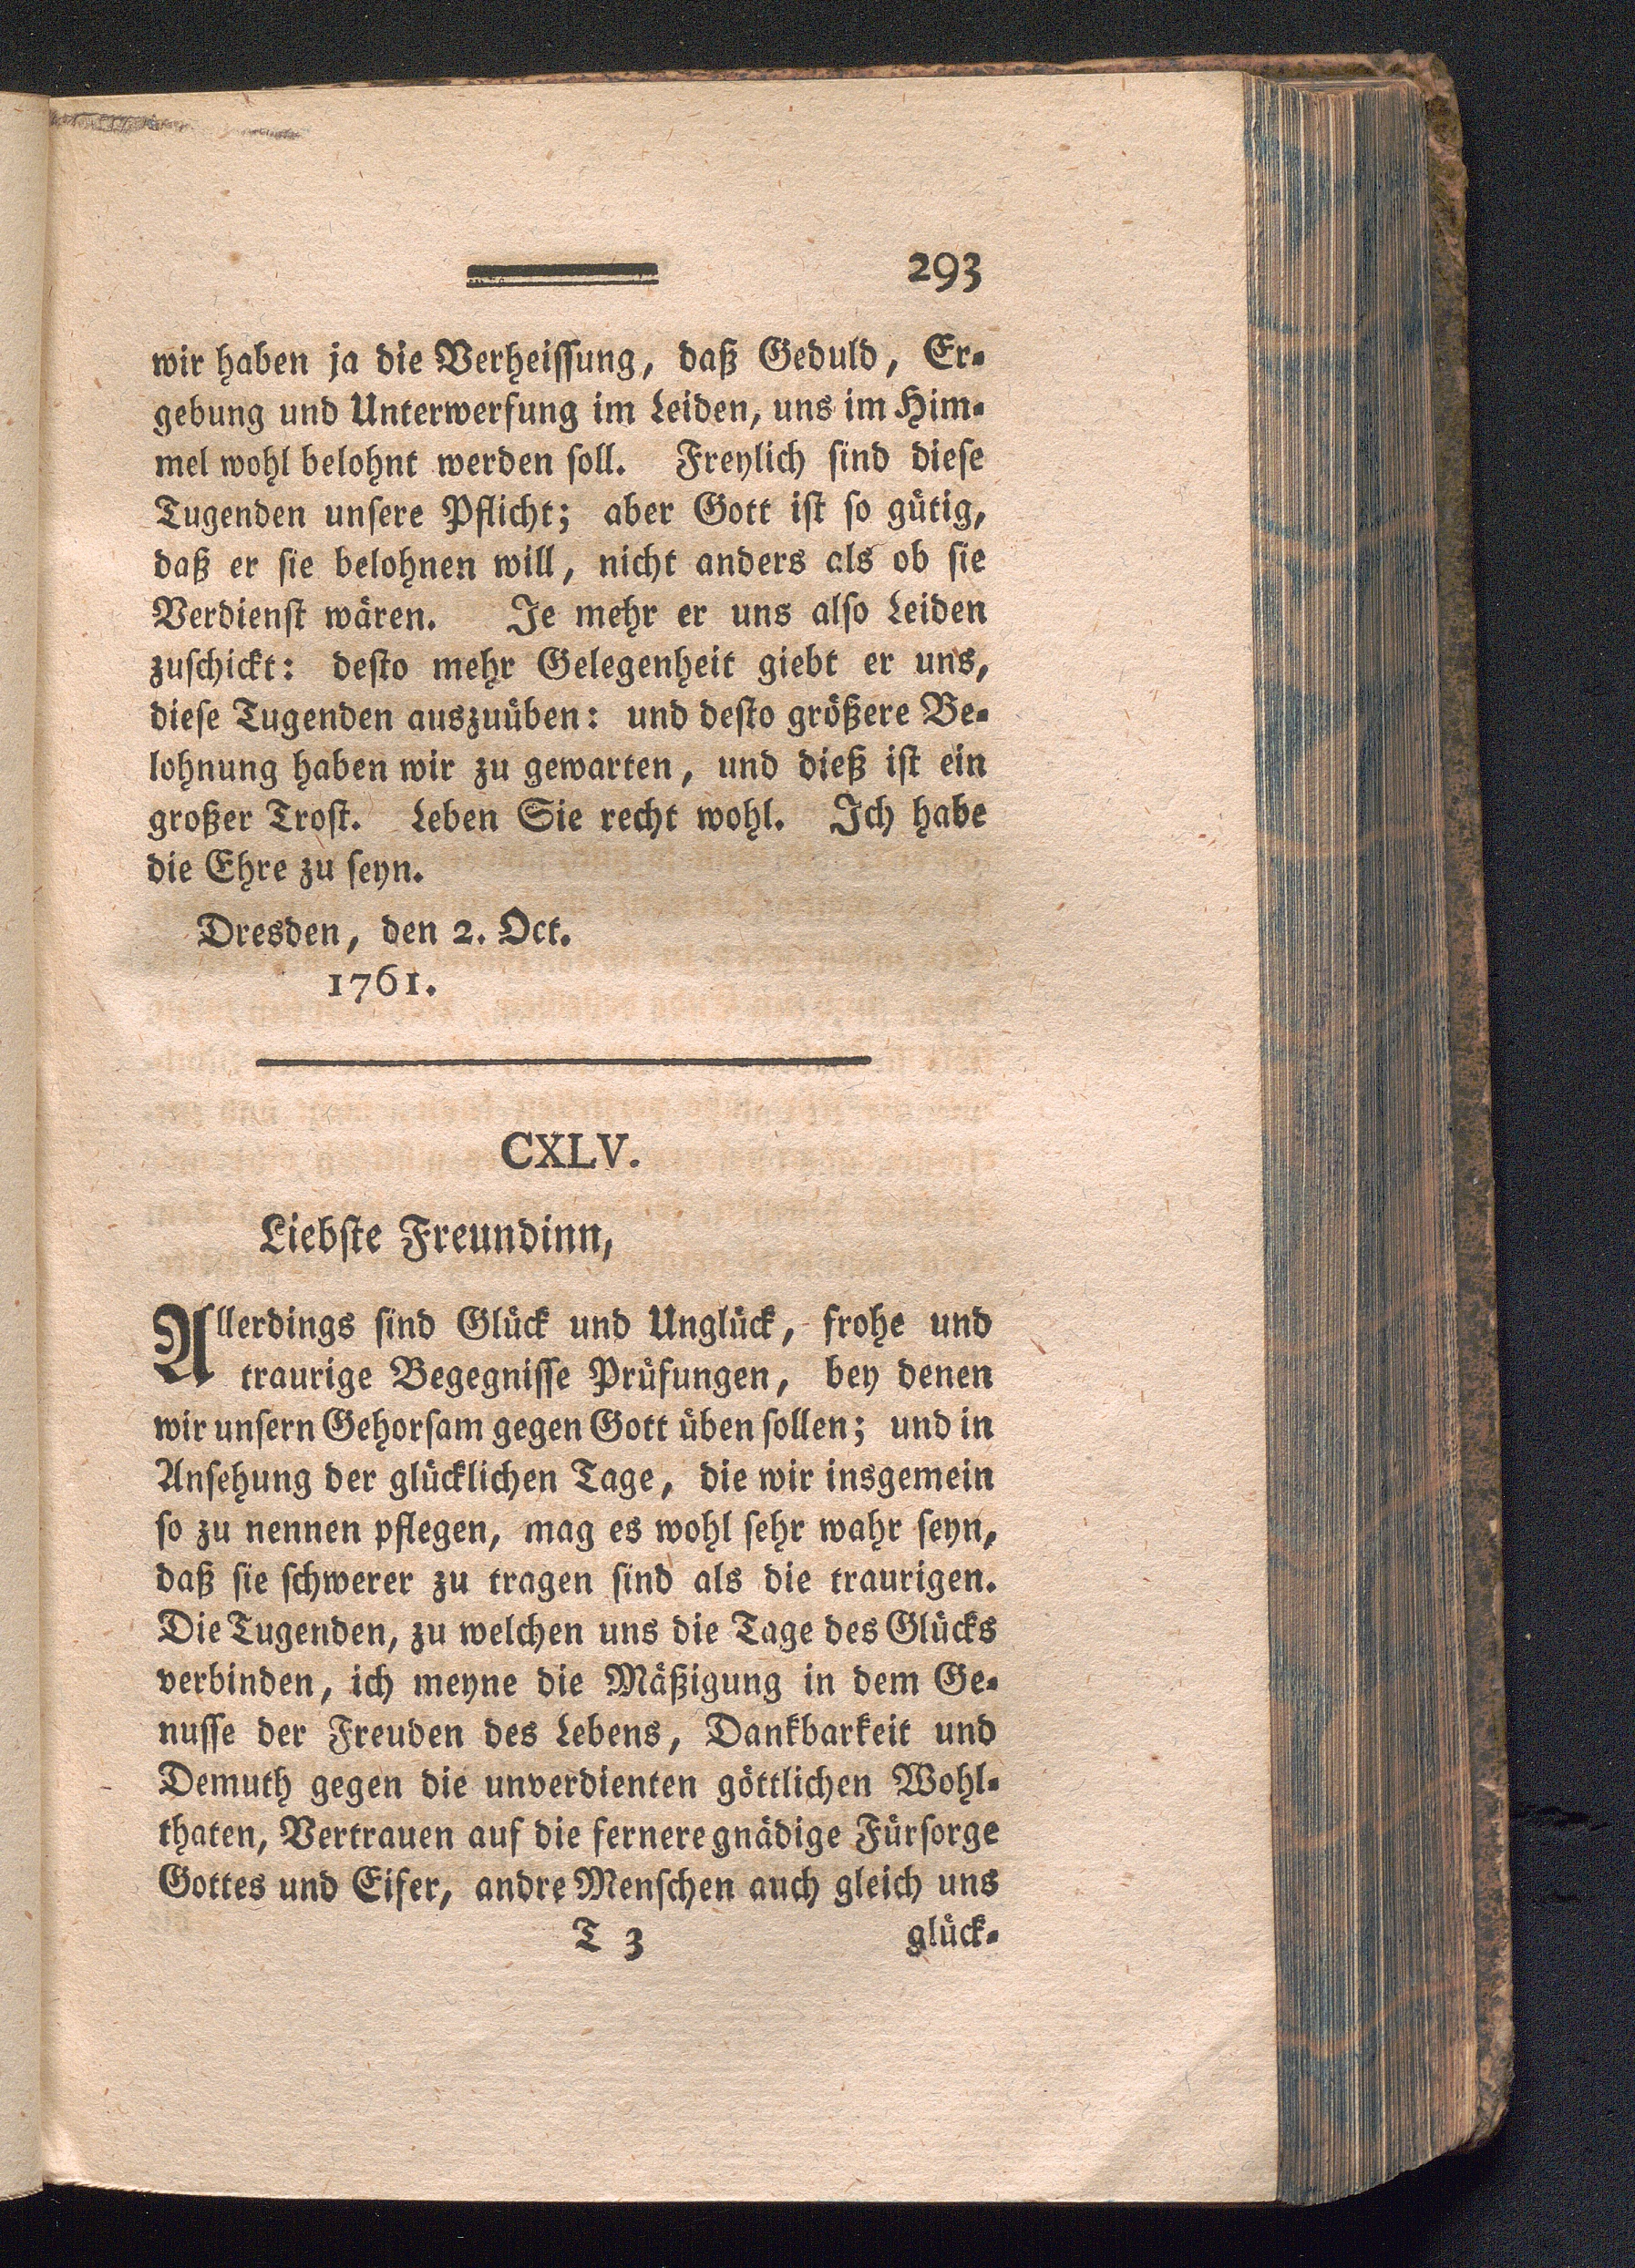 293
wir haben ja die Verheiſſung, daß Geduld, Er-
gebung und Unterwerfung im Leiden, uns im Him-
mel wohl belohnt werden ſoll. Freylich ſind dieſe
Tugenden unſere Pflicht; aber Gott iſt ſo gütig,
daß er ſie belohnen will, nicht anders als ob ſie
Verdienſt wären. Je mehr er uns alſo Leiden
zuſchickt: deſto mehr Gelegenheit giebt er uns,
dieſe Tugenden auszuüben: und deſto größere Be-
lohnung haben wir zu gewarten, und dieß iſt ein
großer Troſt. Leben Sie recht wohl. Ich habe
die Ehre zu ſeyn.
Dresden, den 2. Oct.
1761.
CXLV.
Liebſte Freundinn,
Allerdings ſind Glück und Unglück, frohe und
traurige Begegniſſe Prüfungen, bey denen
wir unſern Gehorſam gegen Gott üben ſollen; und in
Anſehung der glücklichen Tage, die wir insgemein
ſo zu nennen pflegen, mag es wohl ſehr wahr ſeyn,
daß ſie ſchwerer zu tragen ſind als die traurigen.
Die Tugenden, zu welchen uns die Tage des Glücks
verbinden, ich meyne die Mäßigung in dem Ge-
nuſſe der Freuden des Lebens, Dankbarkeit und
Demuth gegen die unverdienten göttlichen Wohl-
thaten, Vertrauen auf die fernere gnädige Fürſorge
Gottes und Eifer, andre Menſchen auch gleich uns
T 3 glück-